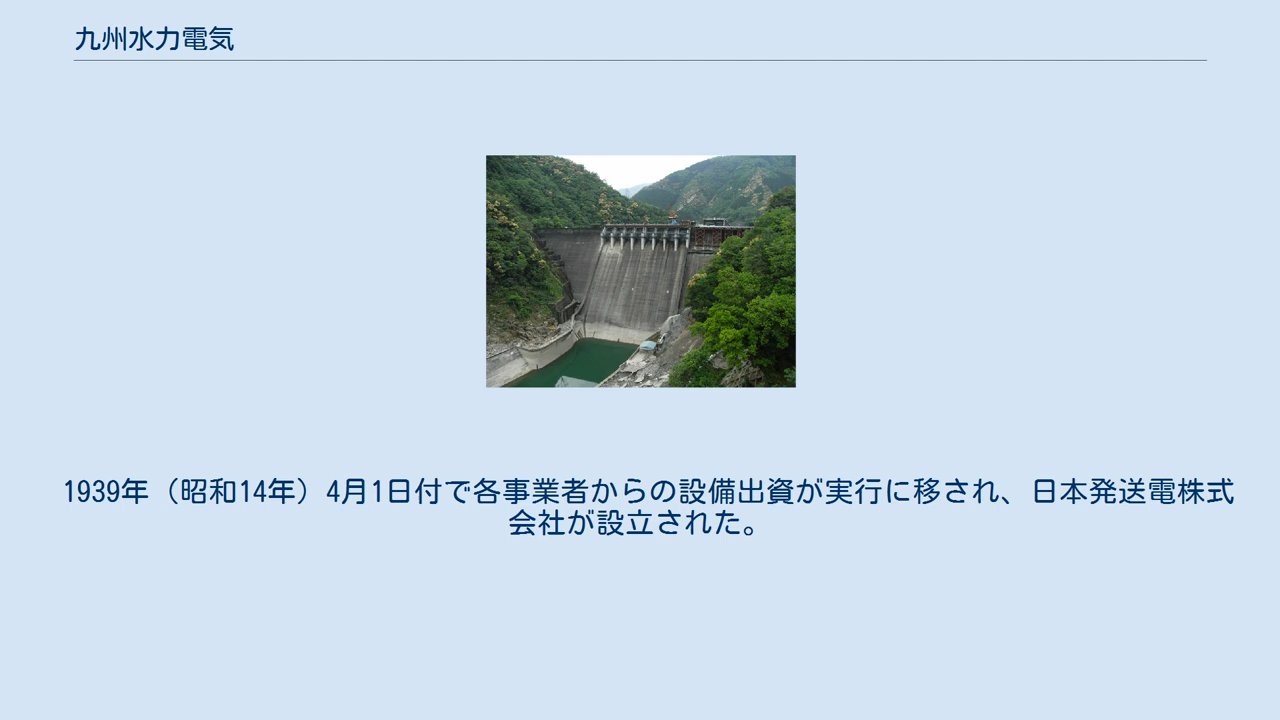 九州水力電気
1939年（昭和14年）4月1日付で各事業者からの設備出資が実行に移され、日本発送電株式
会社が設立された。